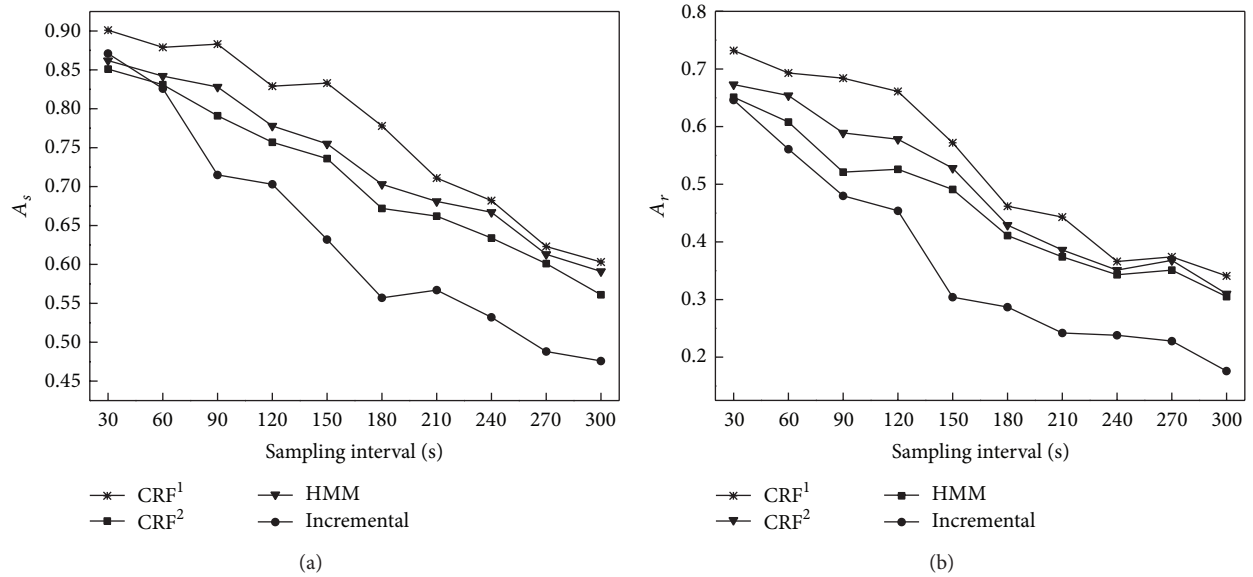 0.90
0.85
0.80
0.75
0.70
0.65
0.60
0.55
0.50
0.45
A_s
30 60 90 120 150 180 210 240 270 300
Sampling interval (s)
CRF¹ HMM
CRF² Incremental
(a)
0.8
0.7
0.6
0.5
0.4
0.3
0.2
A_r
30 60 90 120 150 180 210 240 270 300
Sampling interval (s)
CRF¹ HMM
CRF² Incremental
(b)